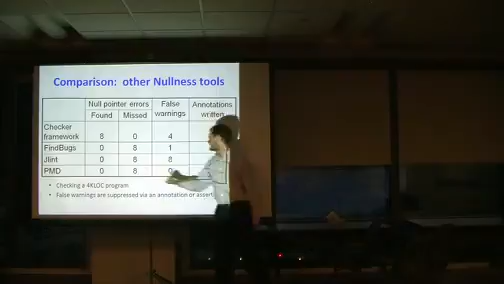 Comparison: other Nullness tools
Null pointer errors False warnings Annotations written
Found Missed
Checker framework 8 0 4
FindBugs 0 8 1
Jlint 0 8 8
PMD 0 8 0
• Checking a 4KLOC program
• False warnings are suppressed via an annotation or